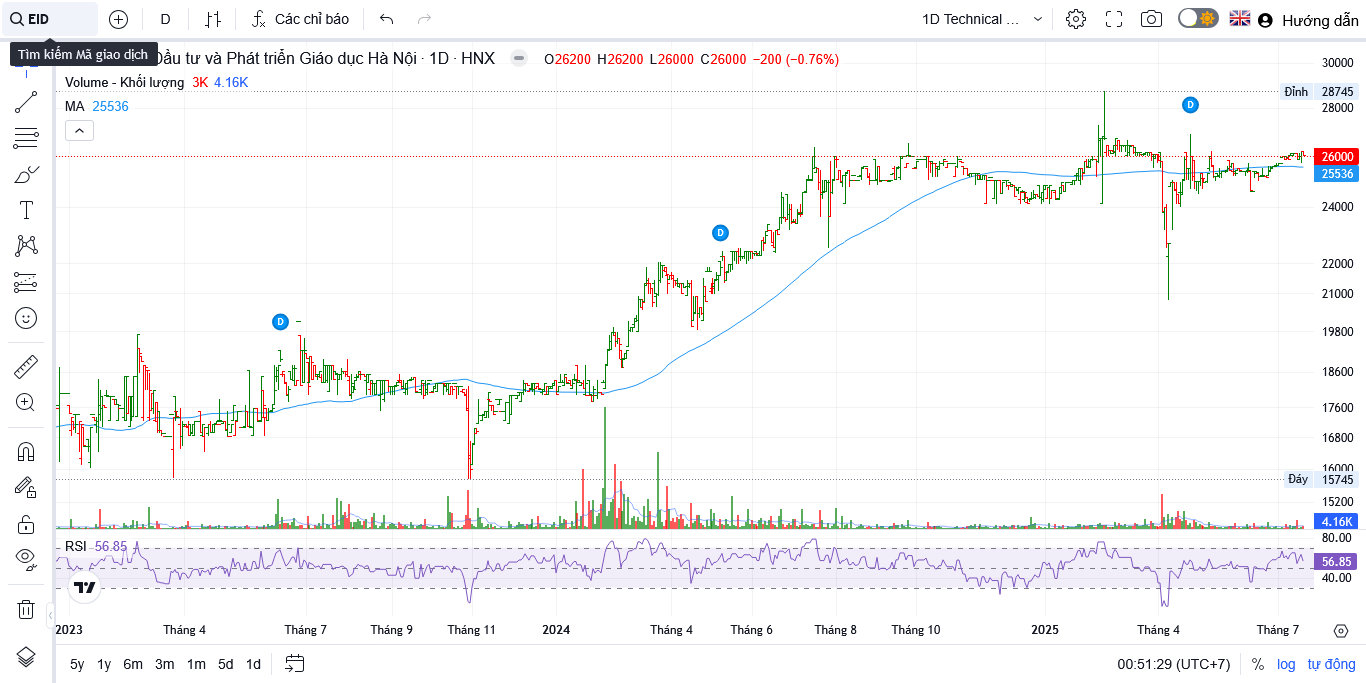 EID
D
Các chỉ báo
1D Technical ...
Hướng dẫn
Tìm kiếm Mã giao dịch
Đầu tư và Phát triển Giáo dục Hà Nội · 1D · HNX
O26200 H26200 L26000 C26000 −200 (−0.76%)
Volume - Khối lượng 3K 4.16K
MA 25536
30000
Đỉnh 28745
28000
D
26000
25536
24000
D
22000
21000
D
19800
18600
17600
16800
16000
Đáy 15745
15200
4.16K
RSI 56.85
80.00
56.85
40.00
2023 Tháng 4 Tháng 7 Tháng 9 Tháng 11 2024 Tháng 4 Tháng 6 Tháng 8 Tháng 10 2025 Tháng 4 Tháng 7
5y 1y 6m 3m 1m 5d 1d
00:51:29 (UTC+7) % log tự động